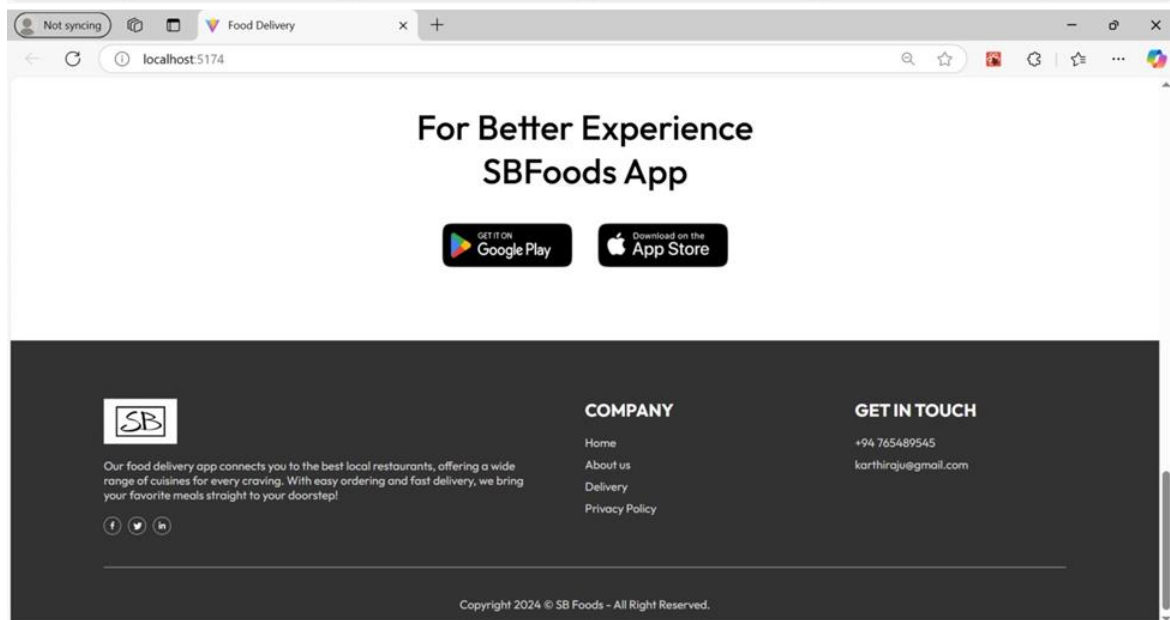 Not syncing
Food Delivery
localhost:5174
For Better Experience
SBFoods App
GET IT ON
Google Play
Download on the
App Store
SB
Our food delivery app connects you to the best local restaurants, offering a wide
range of cuisines for every craving. With easy ordering and fast delivery, we bring
your favorite meals straight to your doorstep!
COMPANY
Home
About us
Delivery
Privacy Policy
GET IN TOUCH
+94 765489545
karthiraju@gmail.com
Copyright 2024 © SB Foods - All Right Reserved.